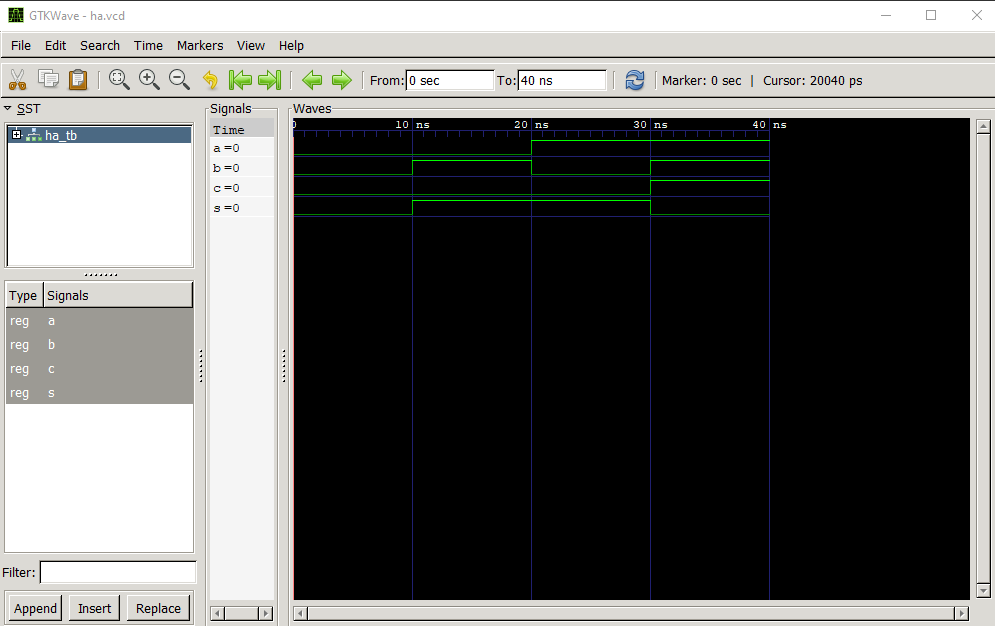 GTKWave - ha.vcd
File Edit Search Time Markers View Help
From: 0 sec To: 40 ns Marker: 0 sec | Cursor: 20040 ps
SST
ha_tb
Type Signals
reg a
reg b
reg c
reg s
Filter:
Append Insert Replace
Signals
Time
a=0
b=0
c=0
s=0
Waves
0 10 ns 20 ns 30 ns 40 ns